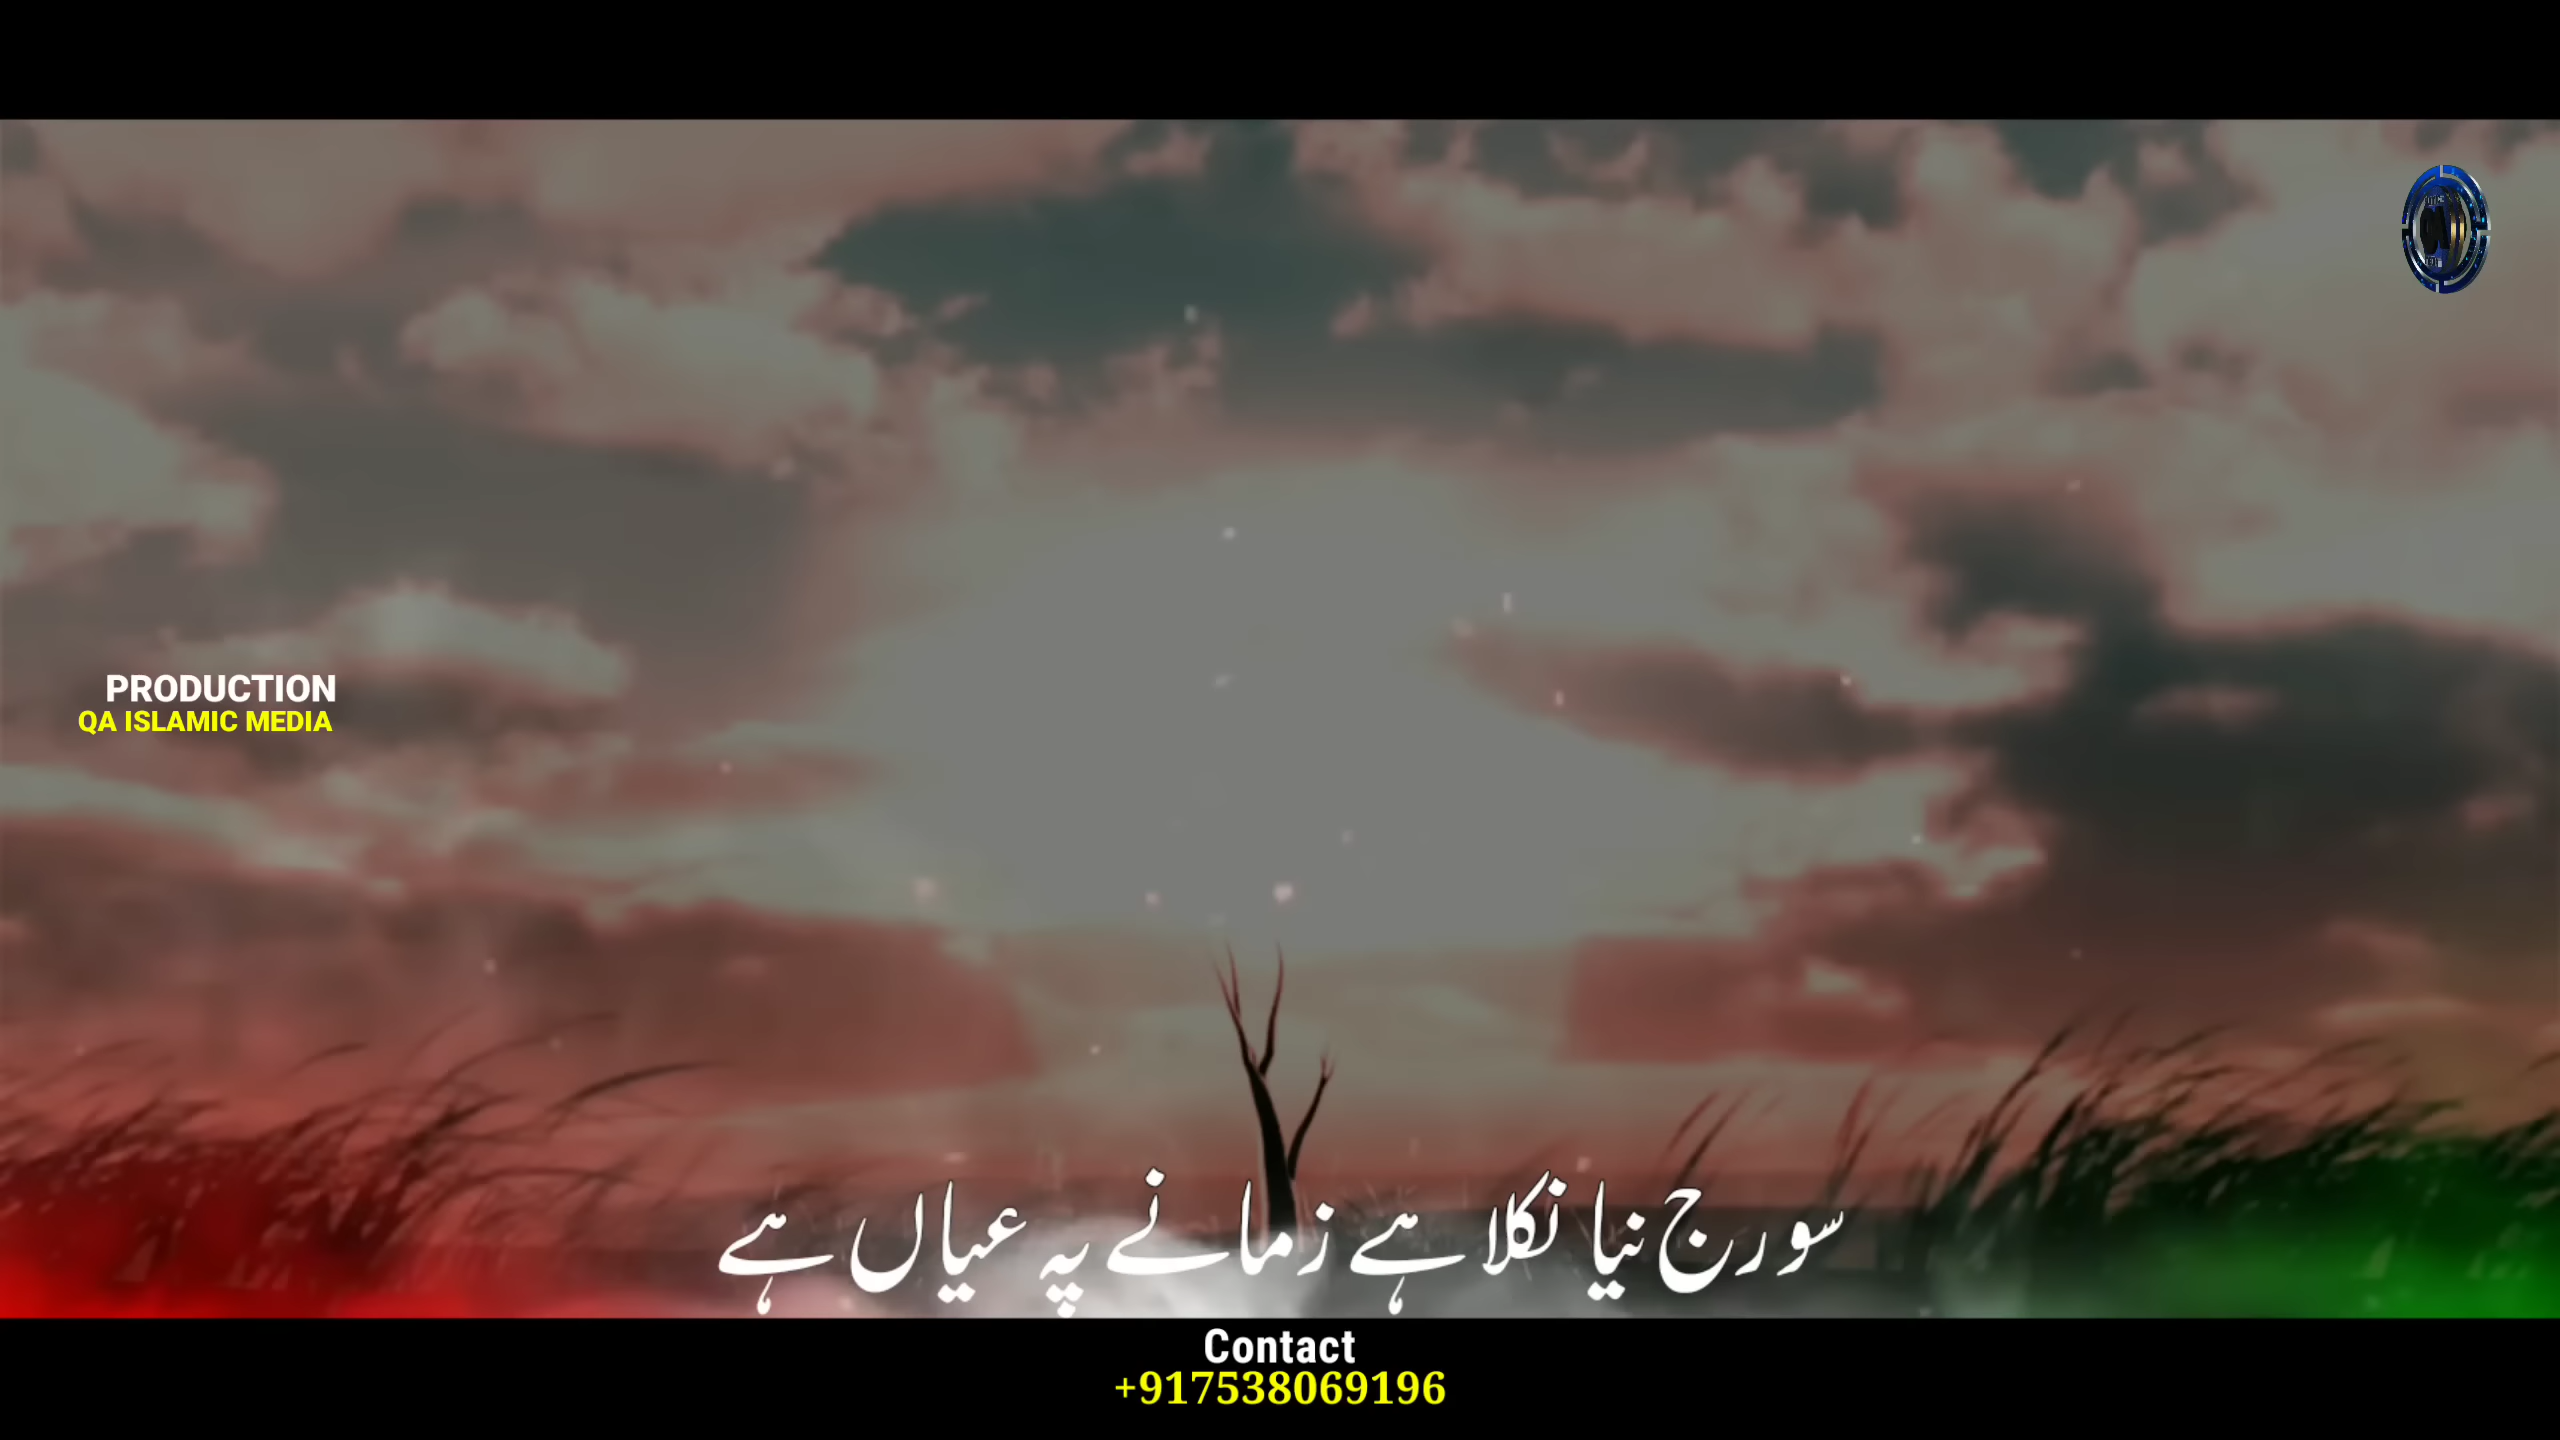 PRODUCTION
QA ISLAMIC MEDIA
سورج نیا نکلا ہے زمانے پہ عیاں ہے
Contact
+917538069196